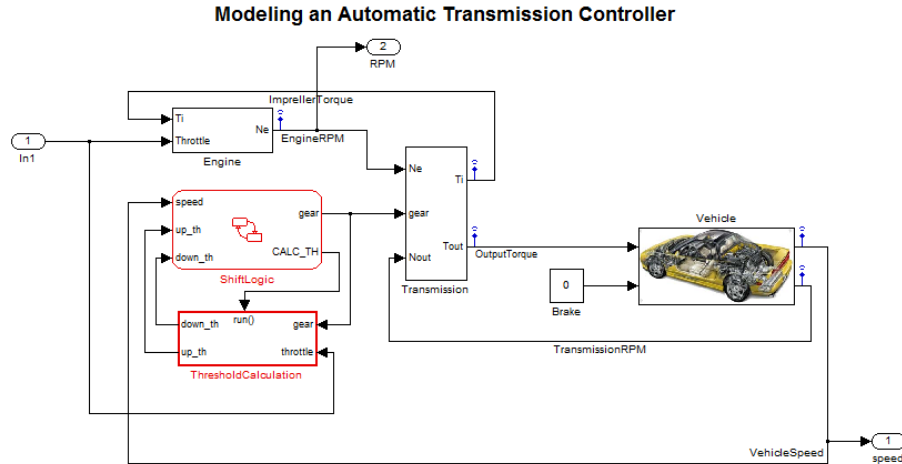 Modeling an Automatic Transmission Controller
2
RPM
ImprellerTorque
Ti
Throttle
Ne
EngineRPM
Engine
1
In1
speed
up_th
down_th
gear
CALC_TH
ShiftLogic
Ne
gear
Nout
Ti
Tout
Transmission
OutputTorque
Vehicle
0
Brake
TransmissionRPM
down_th
up_th
run()
gear
throttle
ThresholdCalculation
VehicleSpeed
1
speed